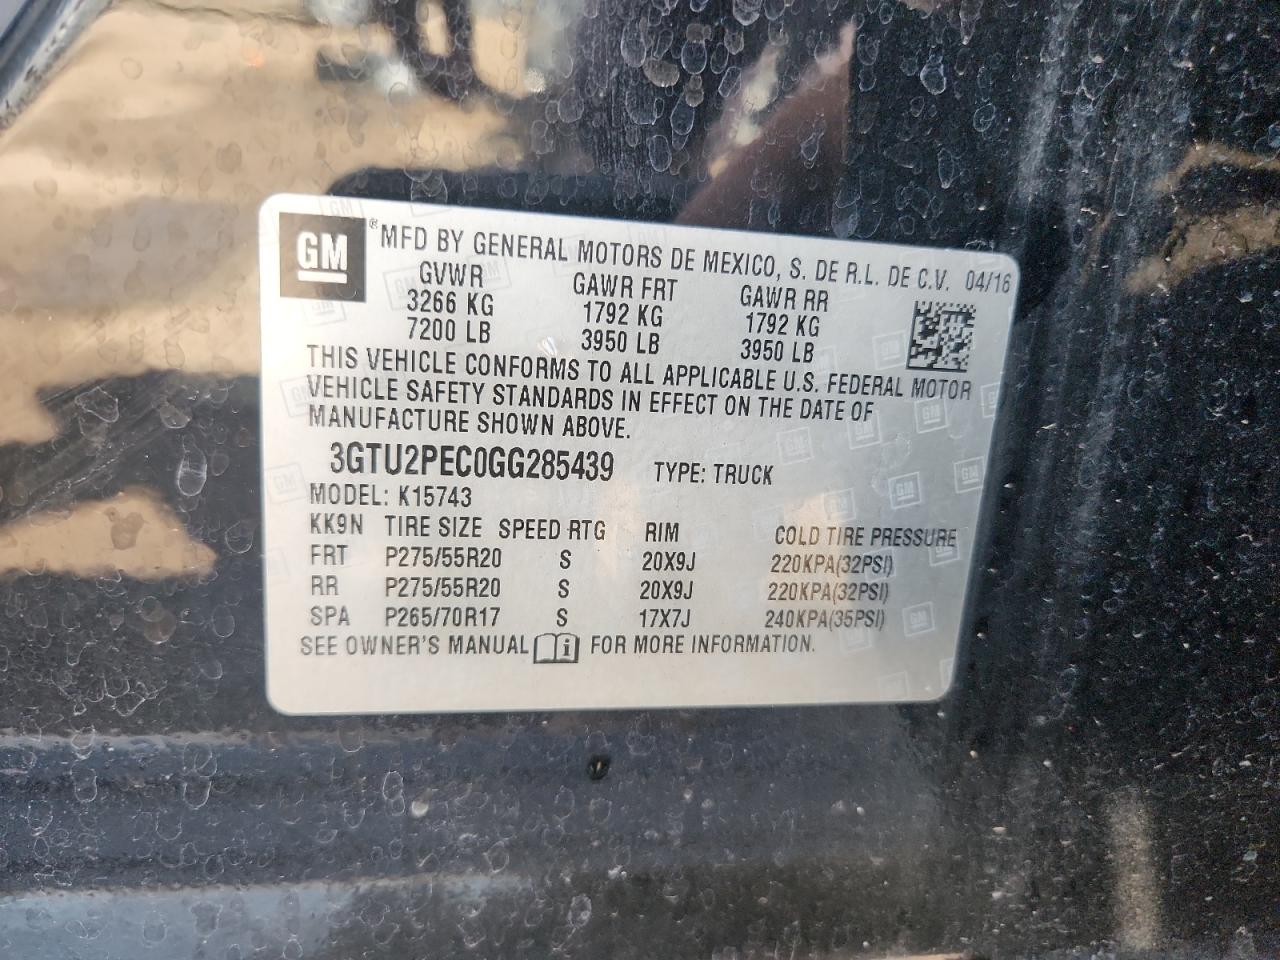 GM ® MFD BY GENERAL MOTORS DE MEXICO, S. DE R.L. DE C.V. 04/16
GVWR GAWR FRT GAWR RR
3266 KG 1792 KG 1792 KG
7200 LB 3950 LB 3950 LB
THIS VEHICLE CONFORMS TO ALL APPLICABLE U.S. FEDERAL MOTOR
VEHICLE SAFETY STANDARDS IN EFFECT ON THE DATE OF
MANUFACTURE SHOWN ABOVE.
3GTU2PEC0GG285439 TYPE: TRUCK
MODEL: K15743
KK9N TIRE SIZE SPEED RTG RIM COLD TIRE PRESSURE
FRT P275/55R20 S 20X9J 220KPA(32PSI)
RR P275/55R20 S 20X9J 220KPA(32PSI)
SPA P265/70R17 S 17X7J 240KPA(35PSI)
SEE OWNER'S MANUAL i FOR MORE INFORMATION.